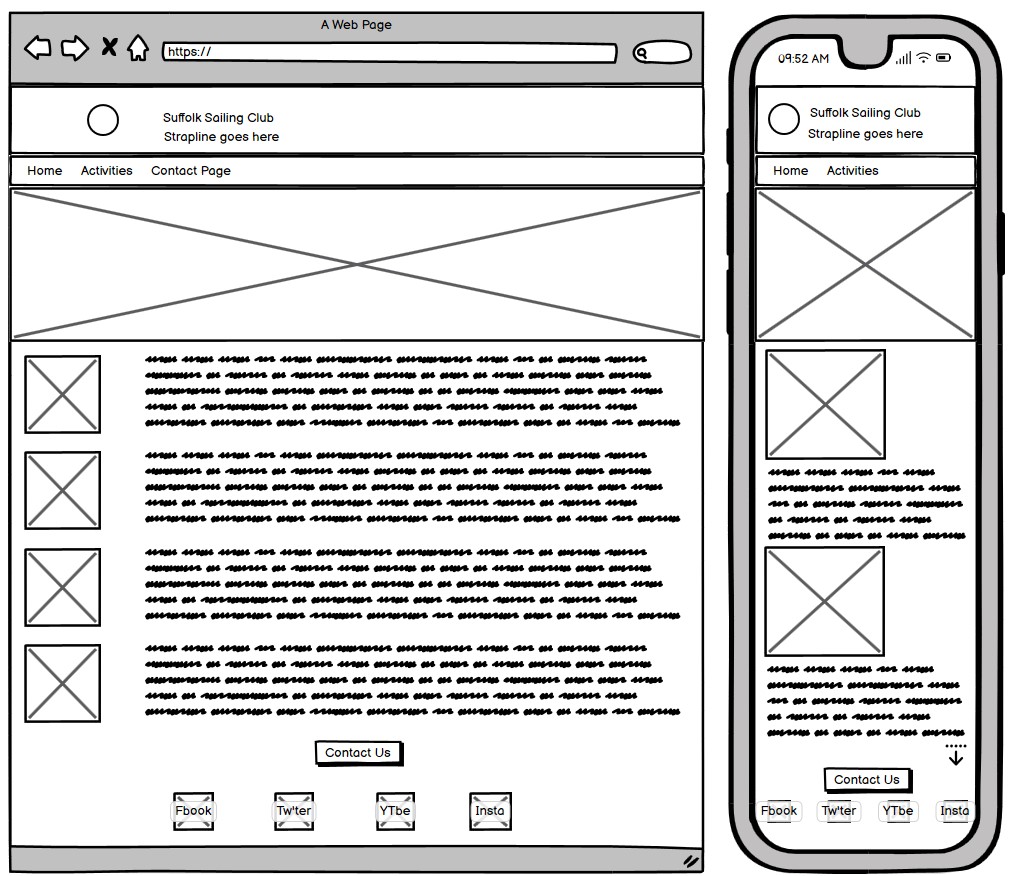 A Web Page
https://
Suffolk Sailing Club
Strapline goes here
Home Activities Contact Page
Contact Us
Fbook Tw'ter YTbe Insta
09:52 AM
Suffolk Sailing Club
Strapline goes here
Home Activities
Contact Us
Fbook Tw'ter YTbe Insta